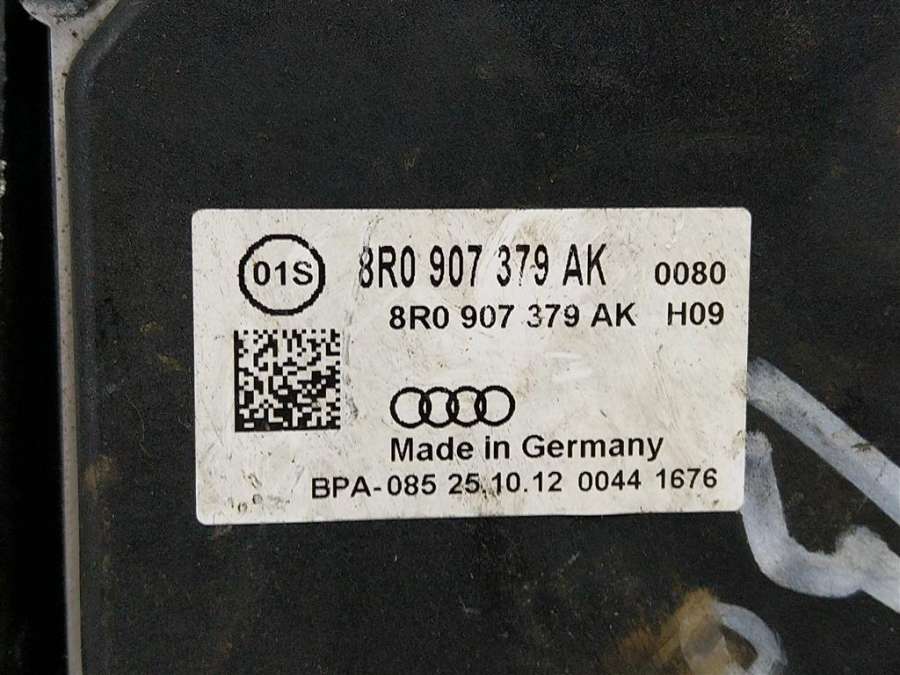 01S 8R0 907 379 AK 0080
8R0 907 379 AK H09
Made in Germany
BPA-085 25.10.12 0044 1676